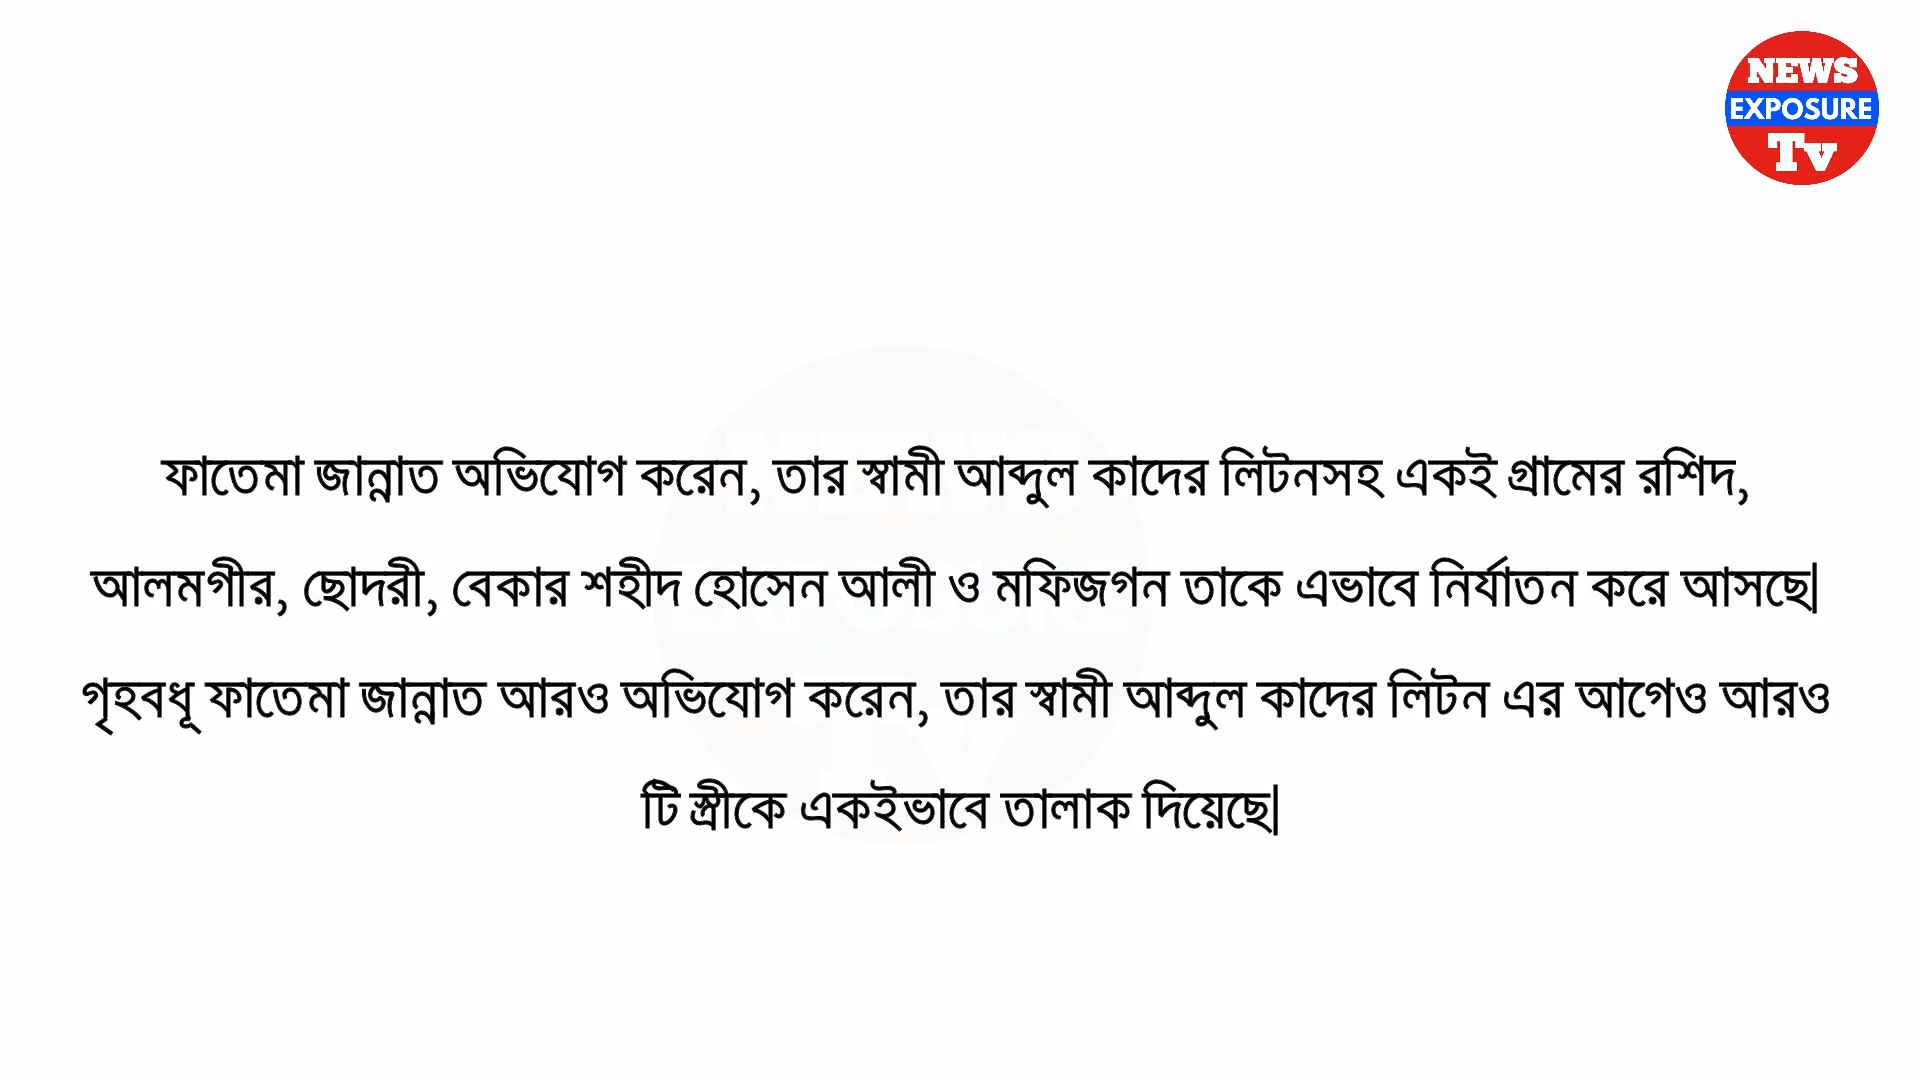 NEWS
EXPOSURE
Tv
ফাতেমা জান্নাত অভিযোগ করেন, তার স্বামী আব্দুল কাদের লিটনসহ একই গ্রামের রশিদ,
আলমগীর, ছোদরী, বেকার শহীদ হোসেন আলী ও মফিজগন তাকে এভাবে নির্যাতন করে আসছে|
গৃহবধূ ফাতেমা জান্নাত আরও অভিযোগ করেন, তার স্বামী আব্দুল কাদের লিটন এর আগেও আরও
টি স্ত্রীকে একইভাবে তালাক দিয়েছে|